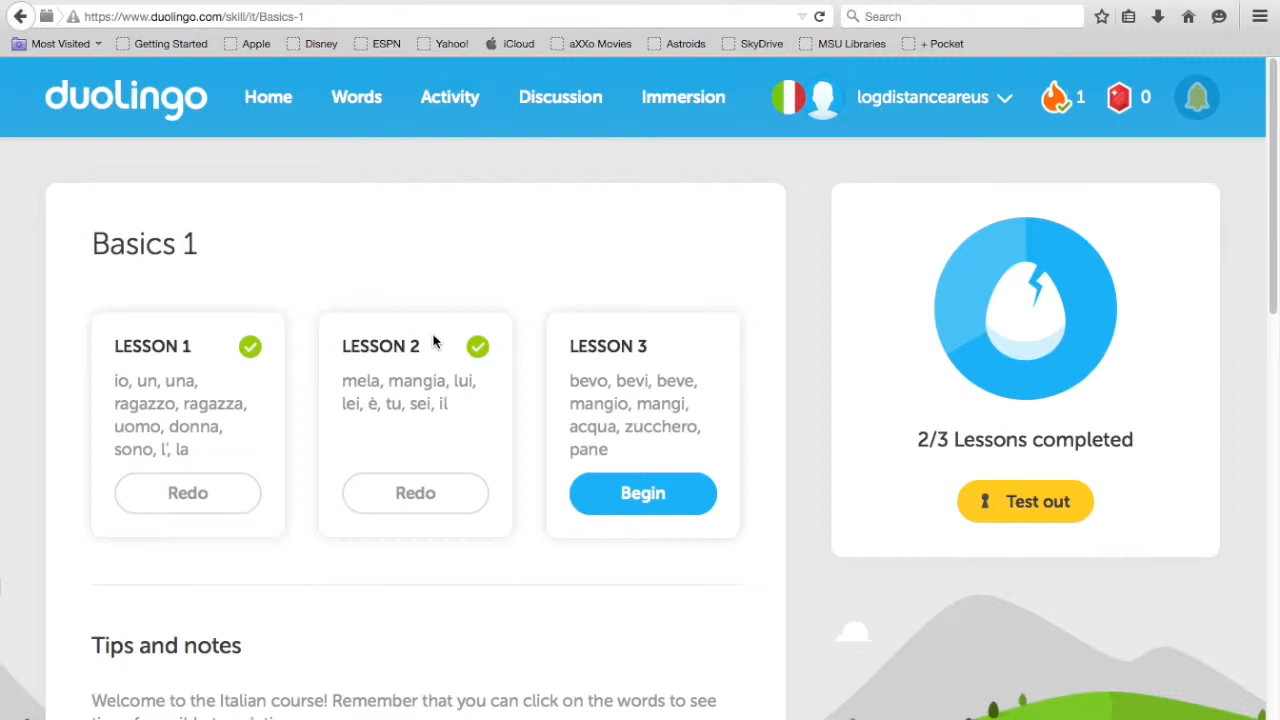 https://www.duolingo.com/skill/it/Basics-1
Search
Most Visited
Getting Started
Apple
Disney
ESPN
Yahoo!
iCloud
aXXo Movies
Astroids
SkyDrive
MSU Libraries
+ Pocket
duolingo
Home
Words
Activity
Discussion
Immersion
logdistanceareus
1
0
Basics 1
LESSON 1
io, un, una,
ragazzo, ragazza,
uomo, donna,
sono, l', la
Redo
LESSON 2
mela, mangia, lui,
lei, è, tu, sei, il
Redo
LESSON 3
bevo, bevi, beve,
mangio, mangi,
acqua, zucchero,
pane
Begin
2/3 Lessons completed
Test out
Tips and notes
Welcome to the Italian course! Remember that you can click on the words to see